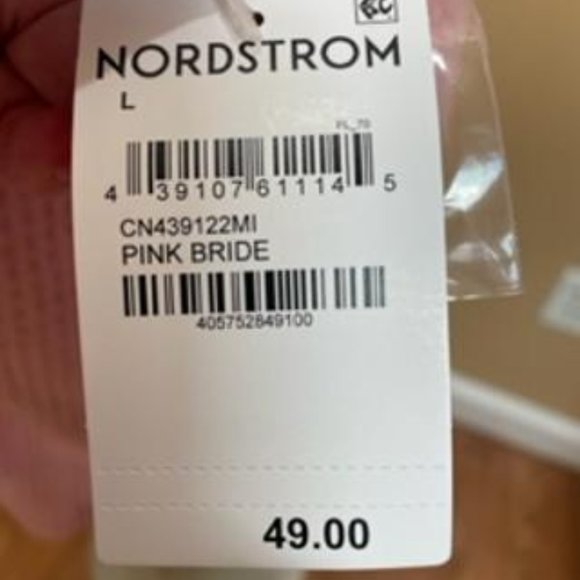 NORDSTROM
L
4 39107 61114 5
CN439122MI
PINK BRIDE
405752849100
49.00